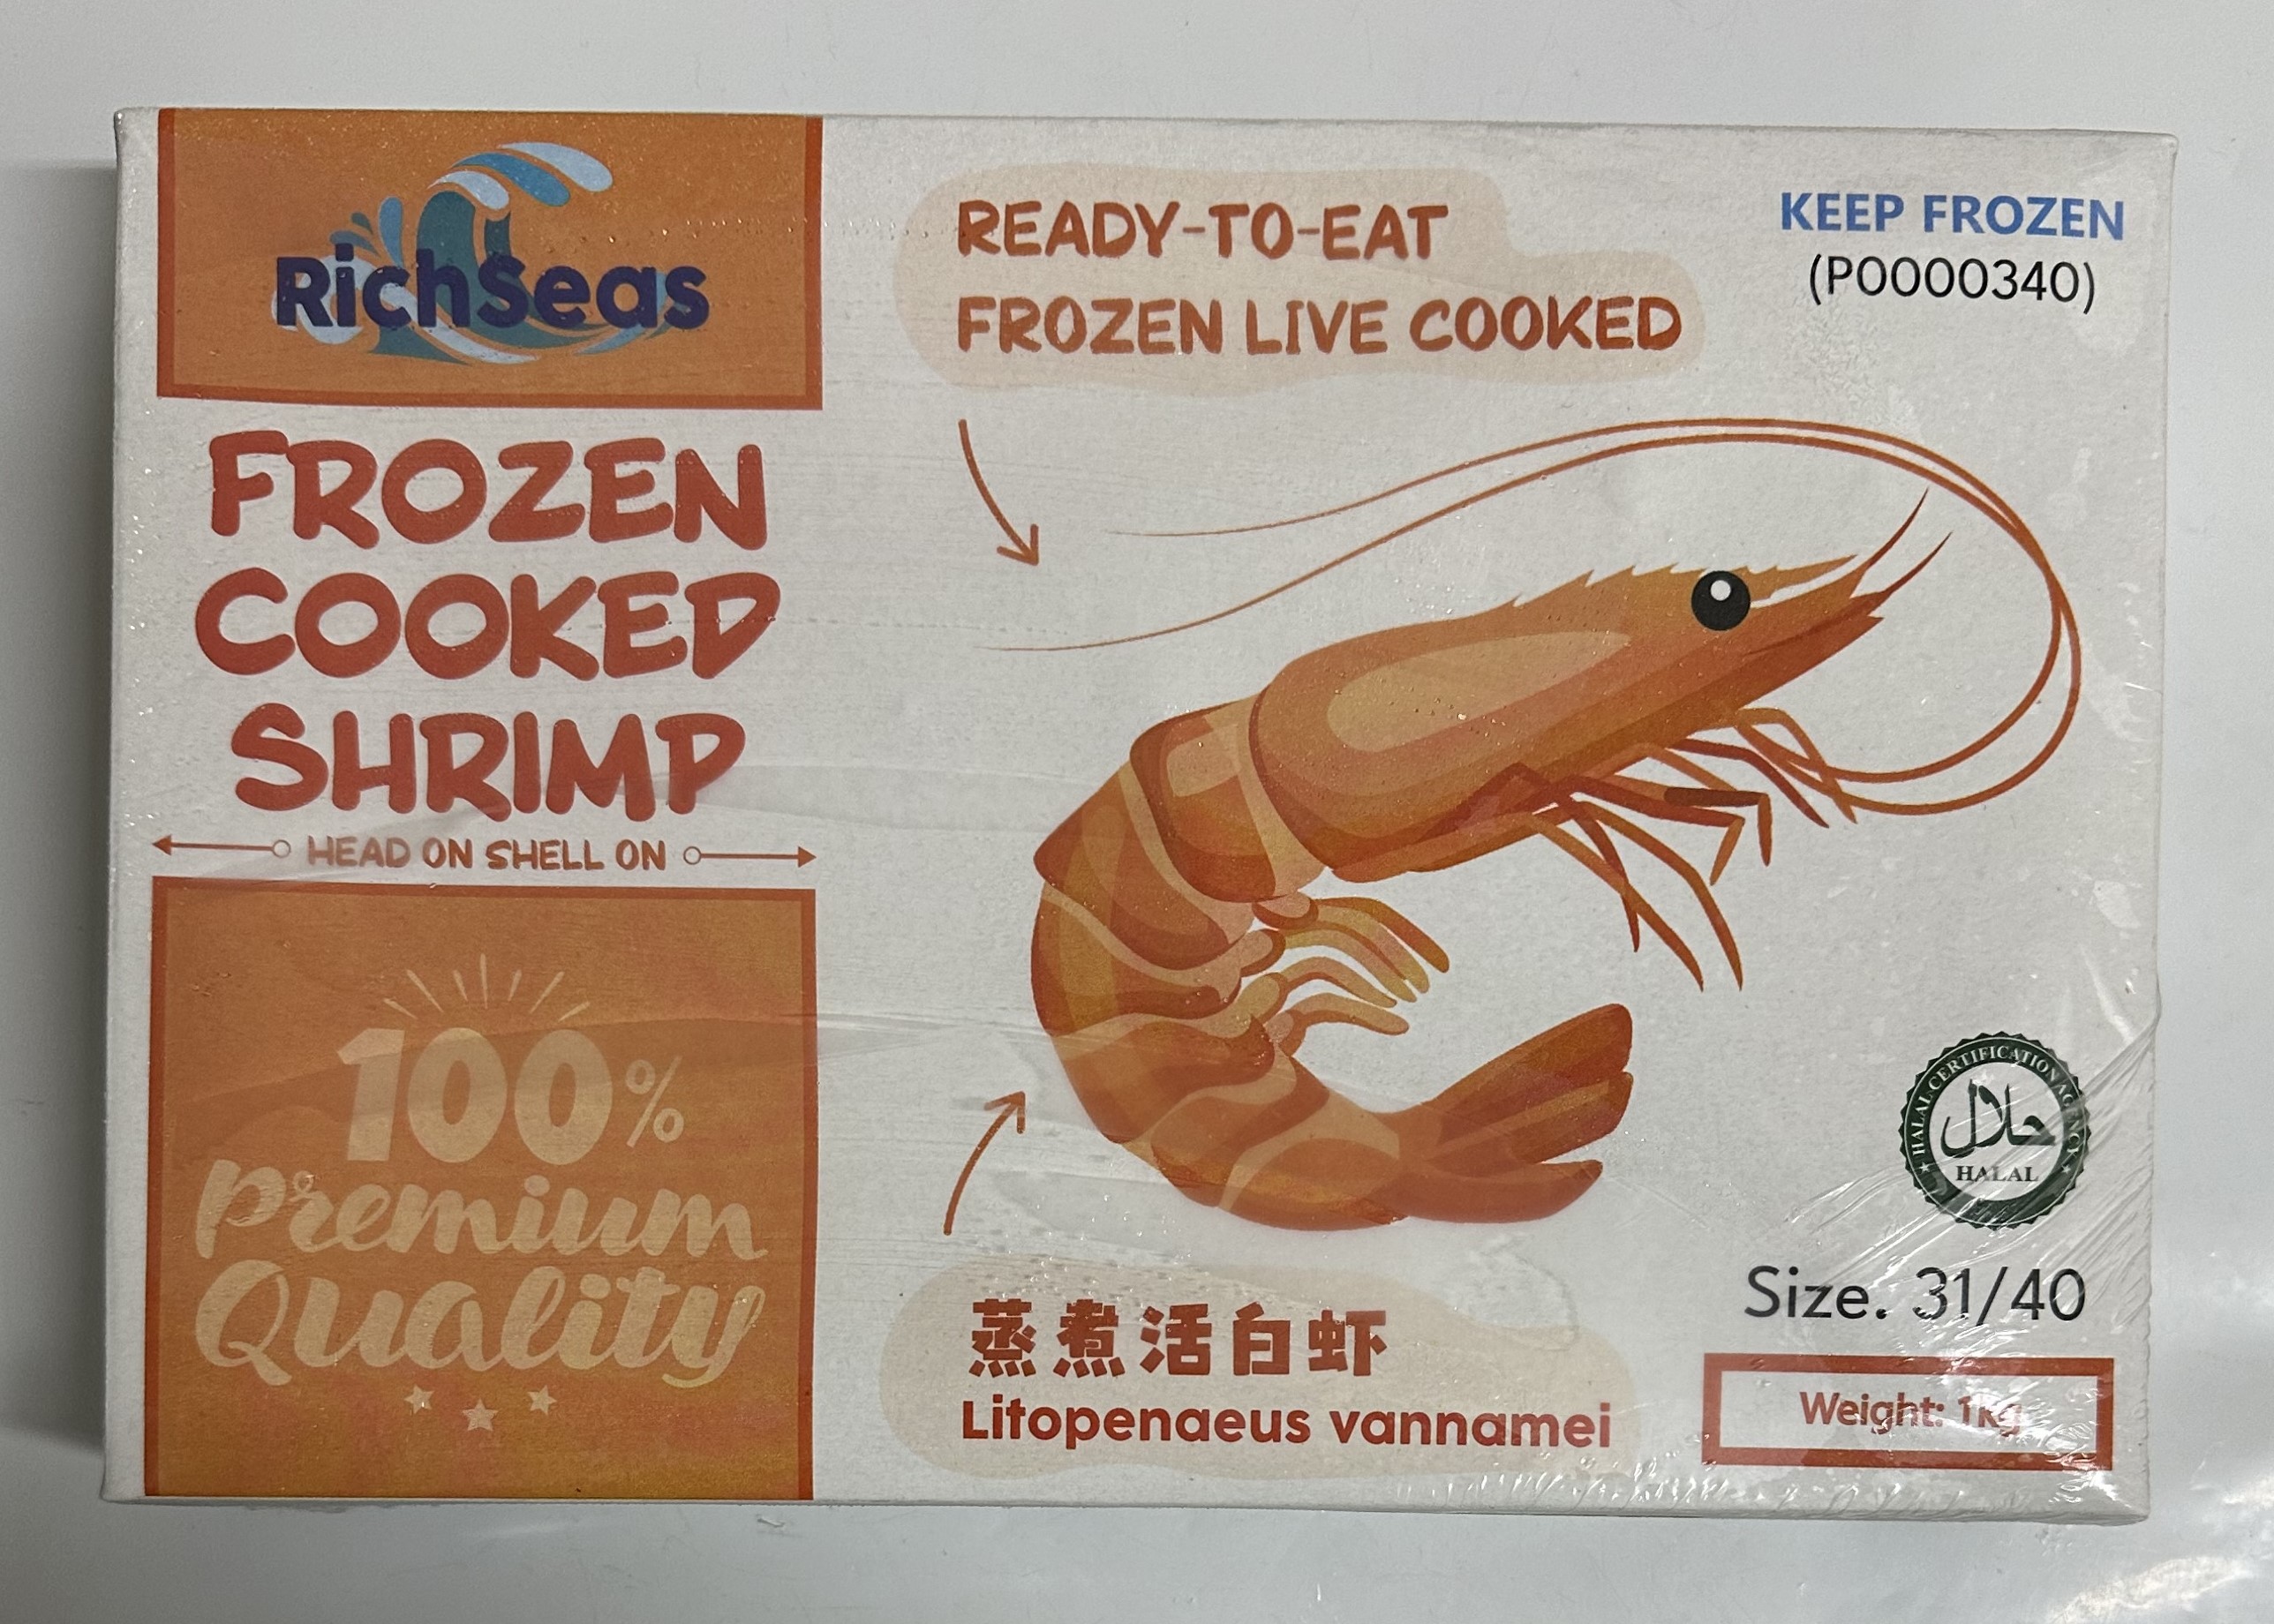 RichSeas
FROZEN
COOKED
SHRIMP
HEAD ON SHELL ON
100%
Premium
Quality
READY-TO-EAT
FROZEN LIVE COOKED
KEEP FROZEN
(P0000340)
HALAL CERTIFICATION AGENCY
حلال
HALAL
蒸煮活白虾
Litopenaeus vannamei
Size. 31/40
Weight: 1kg